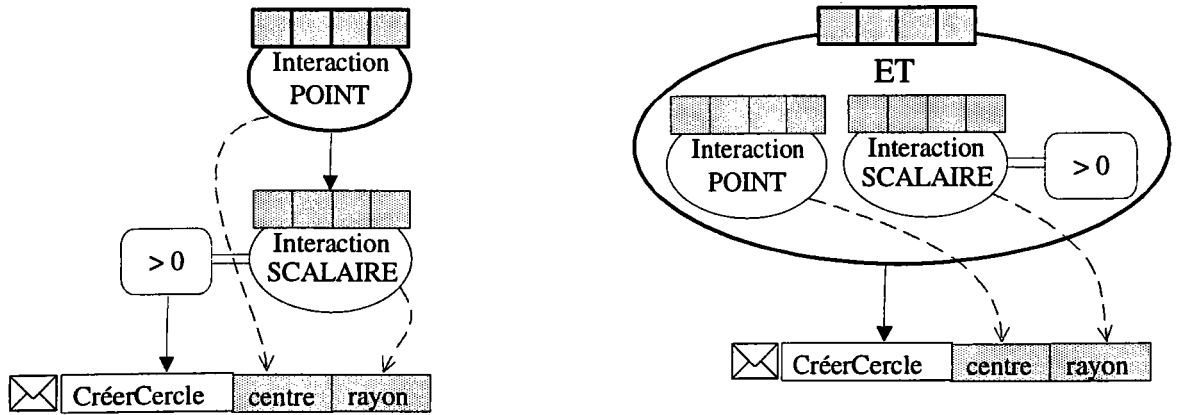 Interaction
POINT
Interaction
SCALAIRE
> 0
CréerCercle centre rayon
ET
Interaction
POINT
Interaction
SCALAIRE
> 0
CréerCercle centre rayon